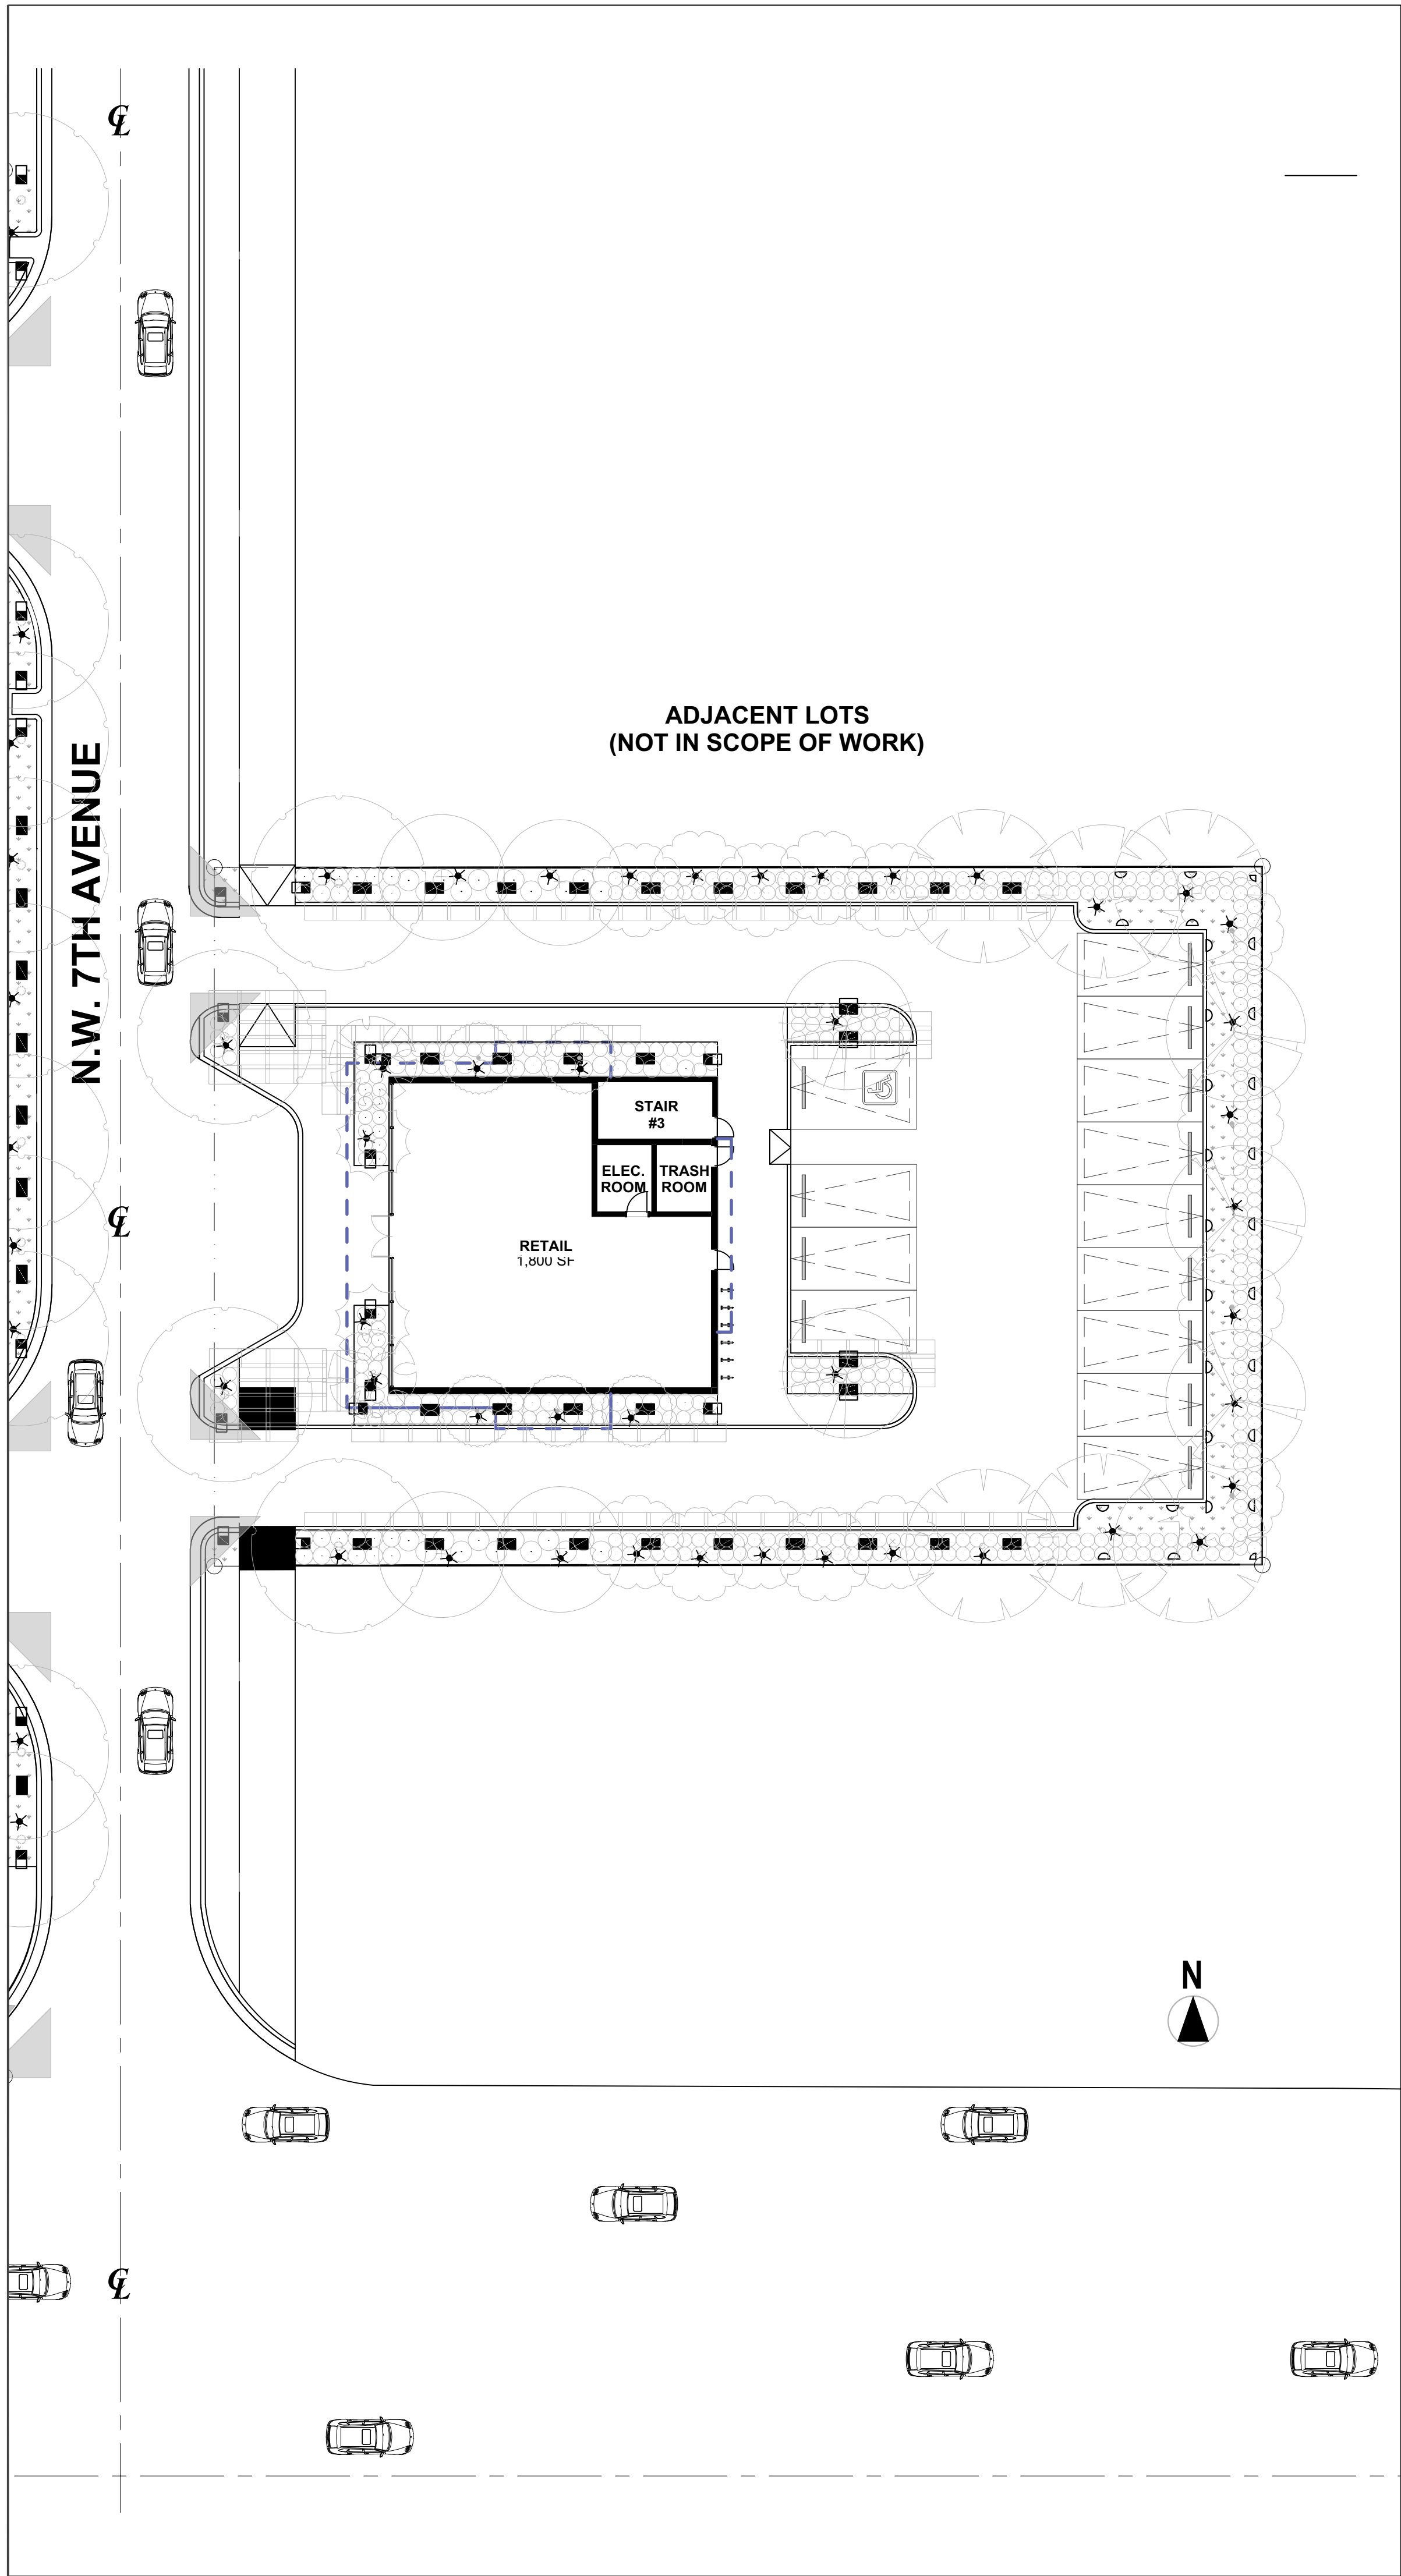 ℄
N.W. 7TH AVENUE
ADJACENT LOTS
(NOT IN SCOPE OF WORK)
STAIR
#3
ELEC.
ROOM
TRASH
ROOM
RETAIL
1,800 SF
℄
N
℄